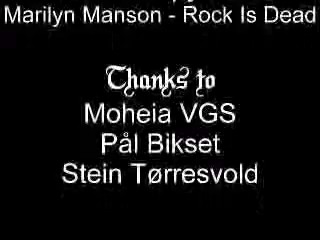 Marilyn Manson - Rock Is Dead
Thanks to
Moheia VGS
Pål Bikset
Stein Tørresvold